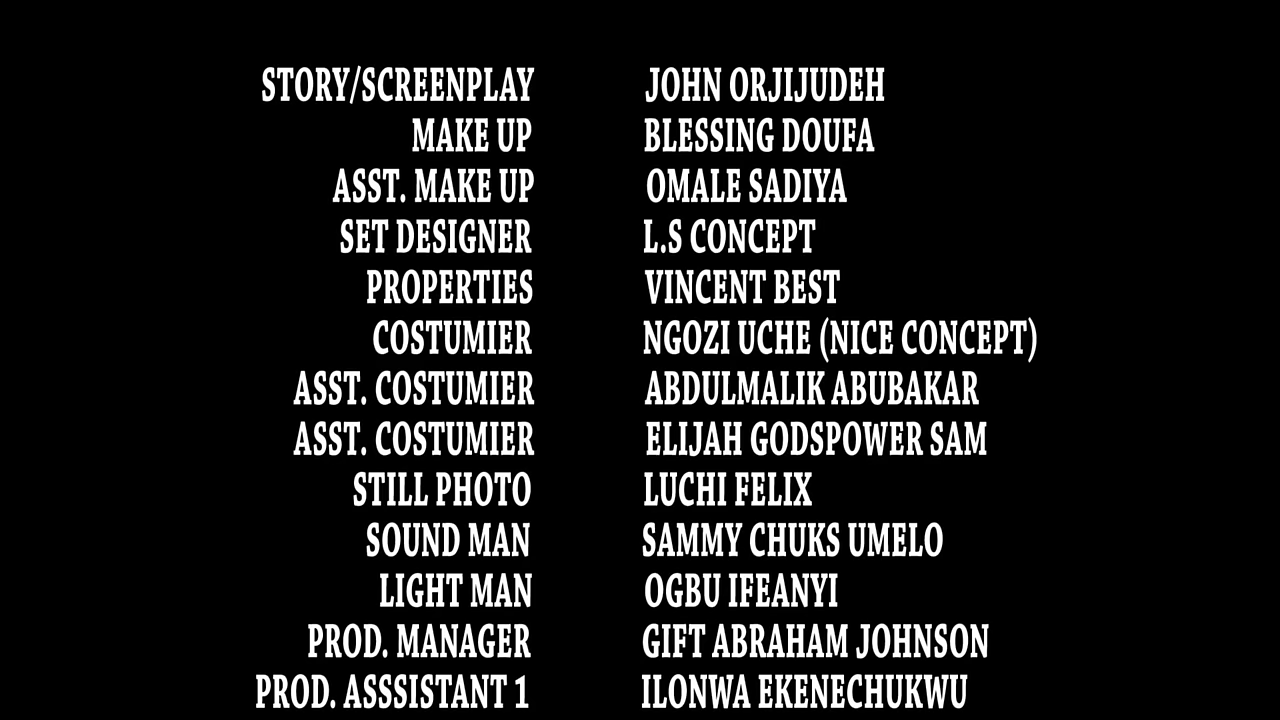 STORY/SCREENPLAY JOHN ORJIJUDEH
MAKE UP BLESSING DOUFA
ASST. MAKE UP OMALE SADIYA
SET DESIGNER L.S CONCEPT
PROPERTIES VINCENT BEST
COSTUMIER NGOZI UCHE (NICE CONCEPT)
ASST. COSTUMIER ABDULMALIK ABUBAKAR
ASST. COSTUMIER ELIJAH GODSPOWER SAM
STILL PHOTO LUCHI FELIX
SOUND MAN SAMMY CHUKS UMELO
LIGHT MAN OGBU IFEANYI
PROD. MANAGER GIFT ABRAHAM JOHNSON
PROD. ASSSISTANT 1 ILONWA EKENECHUKWU